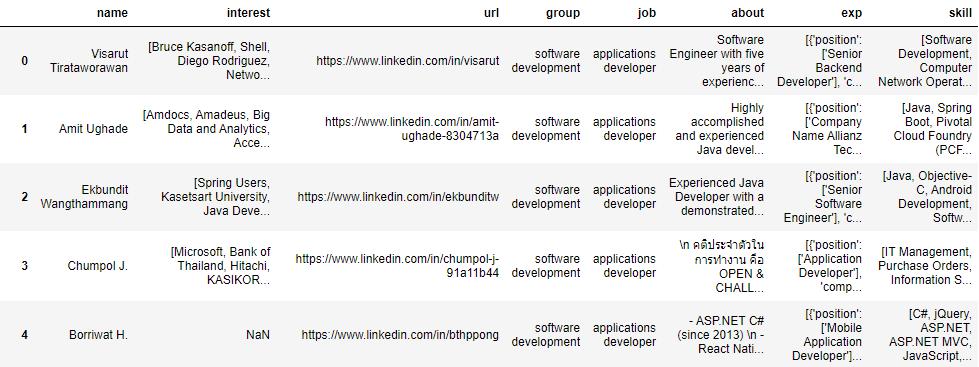 name interest url group job about exp skill
0 Visarut Tirataworawan [Bruce Kasanoff, Shell, Diego Rodriguez, Netwo... https://www.linkedin.com/in/visarut software development applications developer Software Engineer with five years of experienc... [{'position': ['Senior Backend Developer'], 'c... [Software Development, Computer Network Operat...
1 Amit Ughade [Amdocs, Amadeus, Big Data and Analytics, Acce... https://www.linkedin.com/in/amit-ughade-8304713a software development applications developer Highly accomplished and experienced Java devel... [{'position': ['Company Name Allianz Tec... [Java, Spring Boot, Pivotal Cloud Foundry (PCF...
2 Ekbundit Wangthammang [Spring Users, Kasetsart University, Java Deve... https://www.linkedin.com/in/ekbunditw software development applications developer Experienced Java Developer with a demonstrated... [{'position': ['Senior Software Engineer'], 'c... [Java, Objective-C, Android Development, Softw...
3 Chumpol J. [Microsoft, Bank of Thailand, Hitachi, KASIKOR... https://www.linkedin.com/in/chumpol-j-91a11b44 software development applications developer \n คติประจำตัวในการทำงาน คือ OPEN & CHALL... [{'position': ['Application Developer'], 'comp... [IT Management, Purchase Orders, Information S...
4 Borriwat H. NaN https://www.linkedin.com/in/bthppong software development applications developer - ASP.NET C# (since 2013) \n - React Nati... [{'position': ['Mobile Application Developer']... [C#, jQuery, ASP.NET, ASP.NET MVC, JavaScript,...